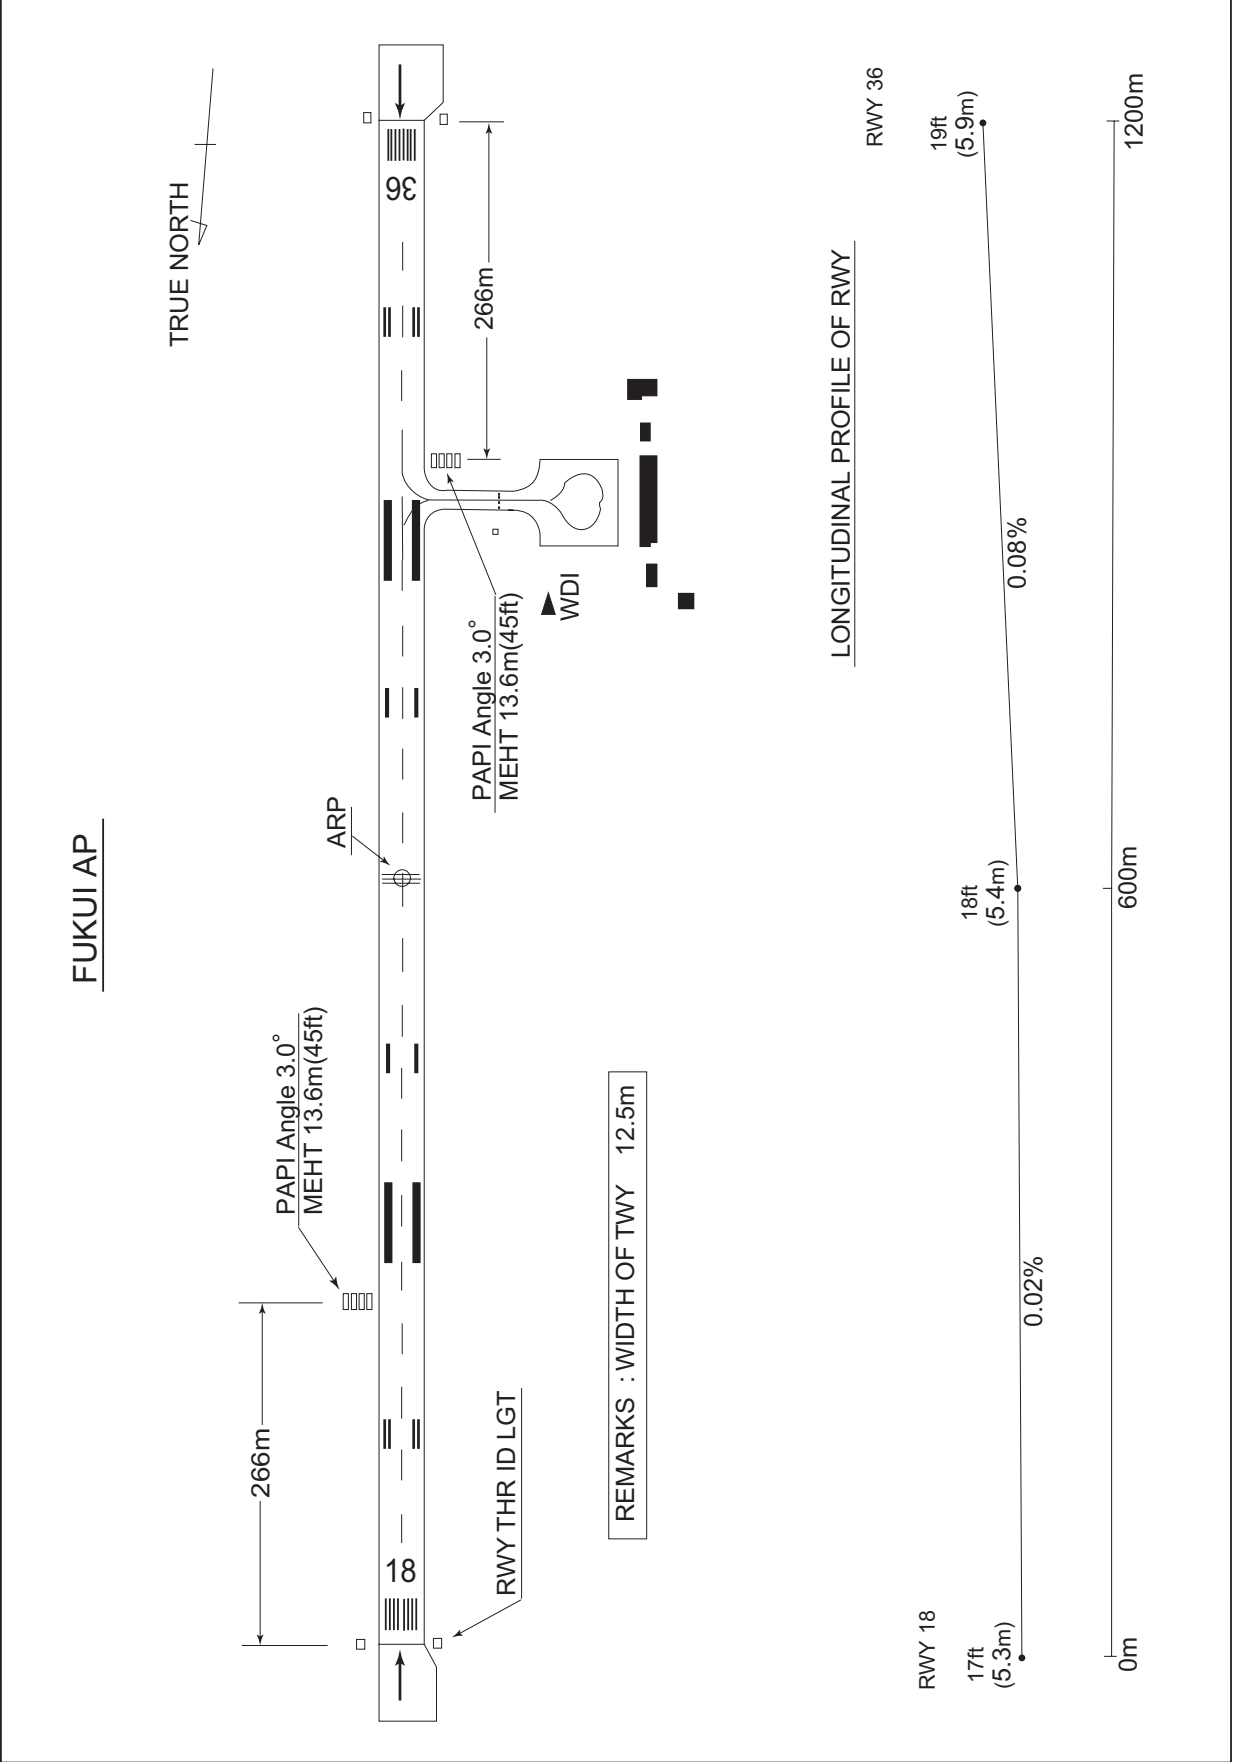 FUKUI AP
TRUE NORTH
266m
PAPI Angle 3.0°
MEHT 13.6m(45ft)
ARP
18
36
266m
RWY THR ID LGT
PAPI Angle 3.0°
MEHT 13.6m(45ft)
WDI
REMARKS : WIDTH OF TWY 12.5m
LONGITUDINAL PROFILE OF RWY
RWY 18
RWY 36
17ft
(5.3m)
18ft
(5.4m)
19ft
(5.9m)
0.02%
0.08%
0m
600m
1200m